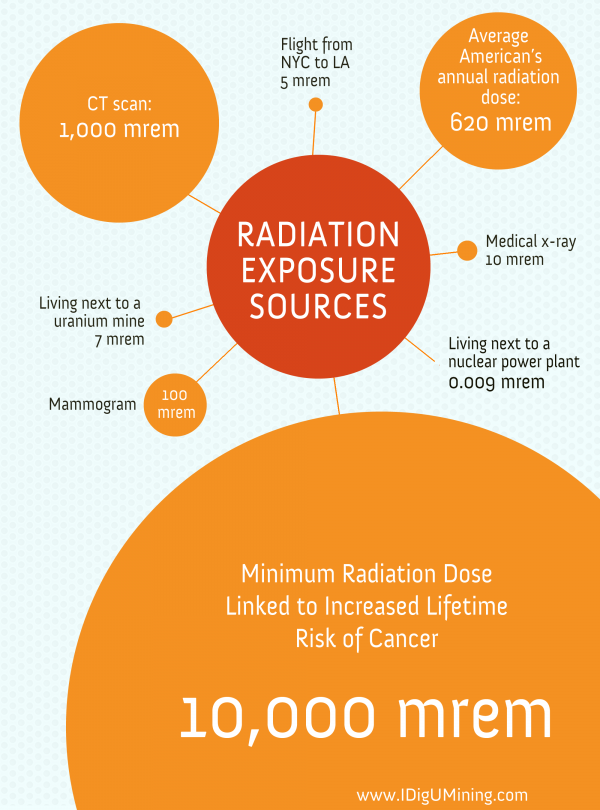 CT scan:
1,000 mrem
Flight from
NYC to LA
5 mrem
Average
American's
annual radiation
dose:
620 mrem
RADIATION
EXPOSURE
SOURCES
Medical x-ray
10 mrem
Living next to a
uranium mine
7 mrem
Living next to a
nuclear power plant
0.009 mrem
Mammogram
100
mrem
Minimum Radiation Dose
Linked to Increased Lifetime
Risk of Cancer
10,000 mrem
www.IDigUMining.com